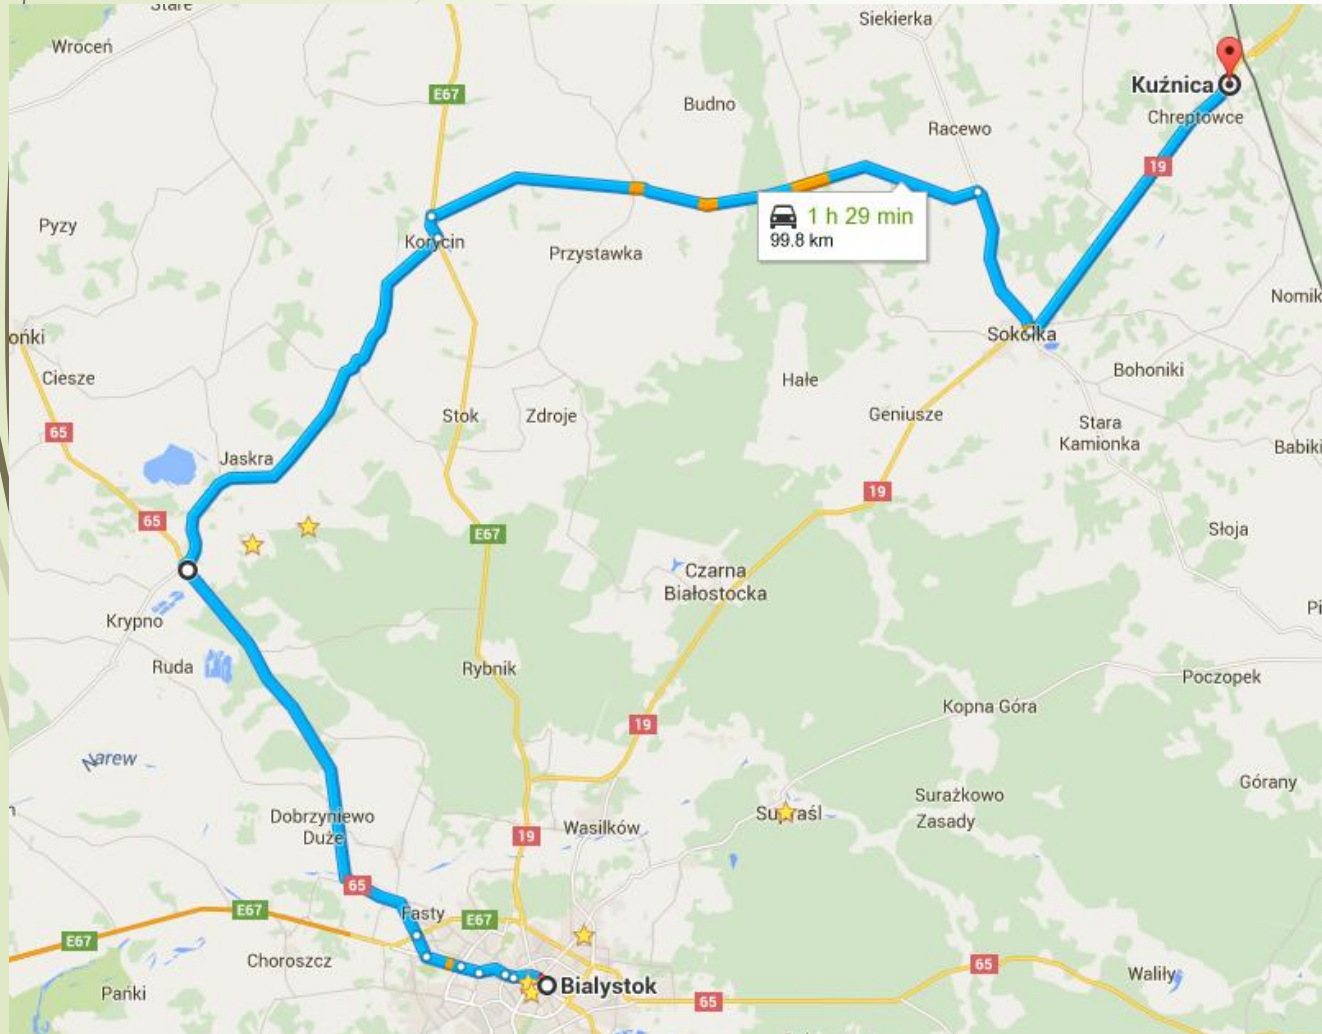 Stare
Siekierka
Wroceń
Kuźnica
E67
Budno
Chreptowce
Racewo
19
1 h 29 min
99.8 km
Pyzy
Korycin
Przystawka
Nomik
ońki
Sokółka
Ciesze
Hałe
Bohoniki
Stok
Zdroje
Geniusze
Stara
Kamionka
65
Babiki
Jaskra
19
65
E67
Słoja
Czarna
Białostocka
Krypno
Pi
Ruda
Rybnik
Poczopek
Kopna Góra
19
Narew
Górany
Surażkowo
Zasady
Dobrzyniewo
Duże
Supraśl
Wasilków
19
65
E67
Fasty
E67
E67
Choroszcz
65
Waliły
Pańki
Bialystok
65